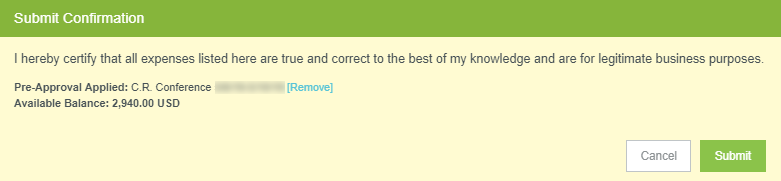 Submit Confirmation
I hereby certify that all expenses listed here are true and correct to the best of my knowledge and are for legitimate business purposes.
Pre-Approval Applied: C.R. Conference [Remove]
Available Balance: 2,940.00 USD
Cancel Submit